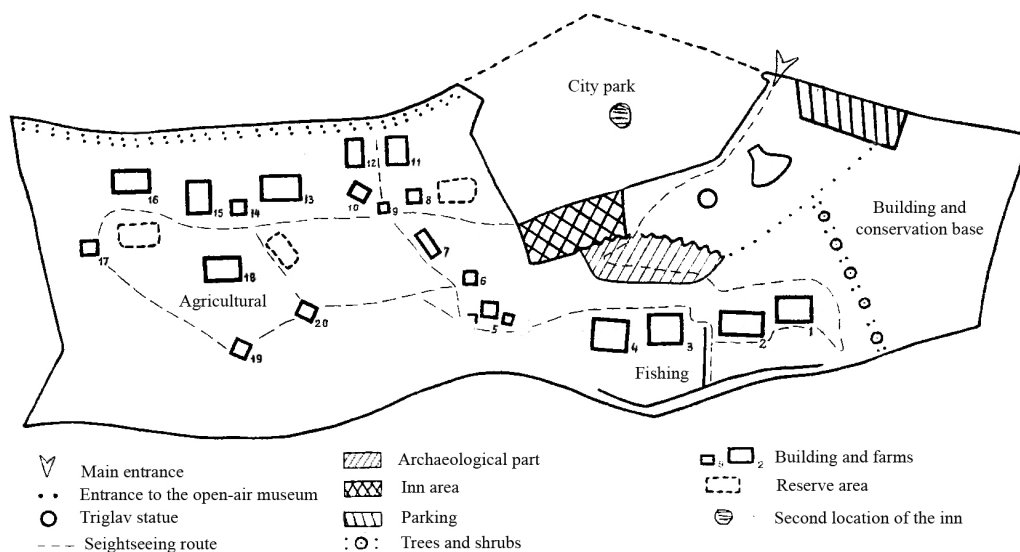 City park
12
11
16
15
14
13
10
9
8
Building and
conservation base
17
7
18
6
Agricultural
20
5
1
4
3
2
19
Fishing
Main entrance
Entrance to the open-air museum
Triglav statue
Seightseeing route
Archaeological part
Inn area
Parking
Trees and shrubs
5 2 Building and farms
Reserve area
Second location of the inn